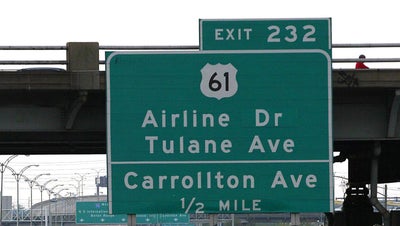 EXIT 232
61
Airline Dr
Tulane Ave
Carrollton Ave
1/2 MILE